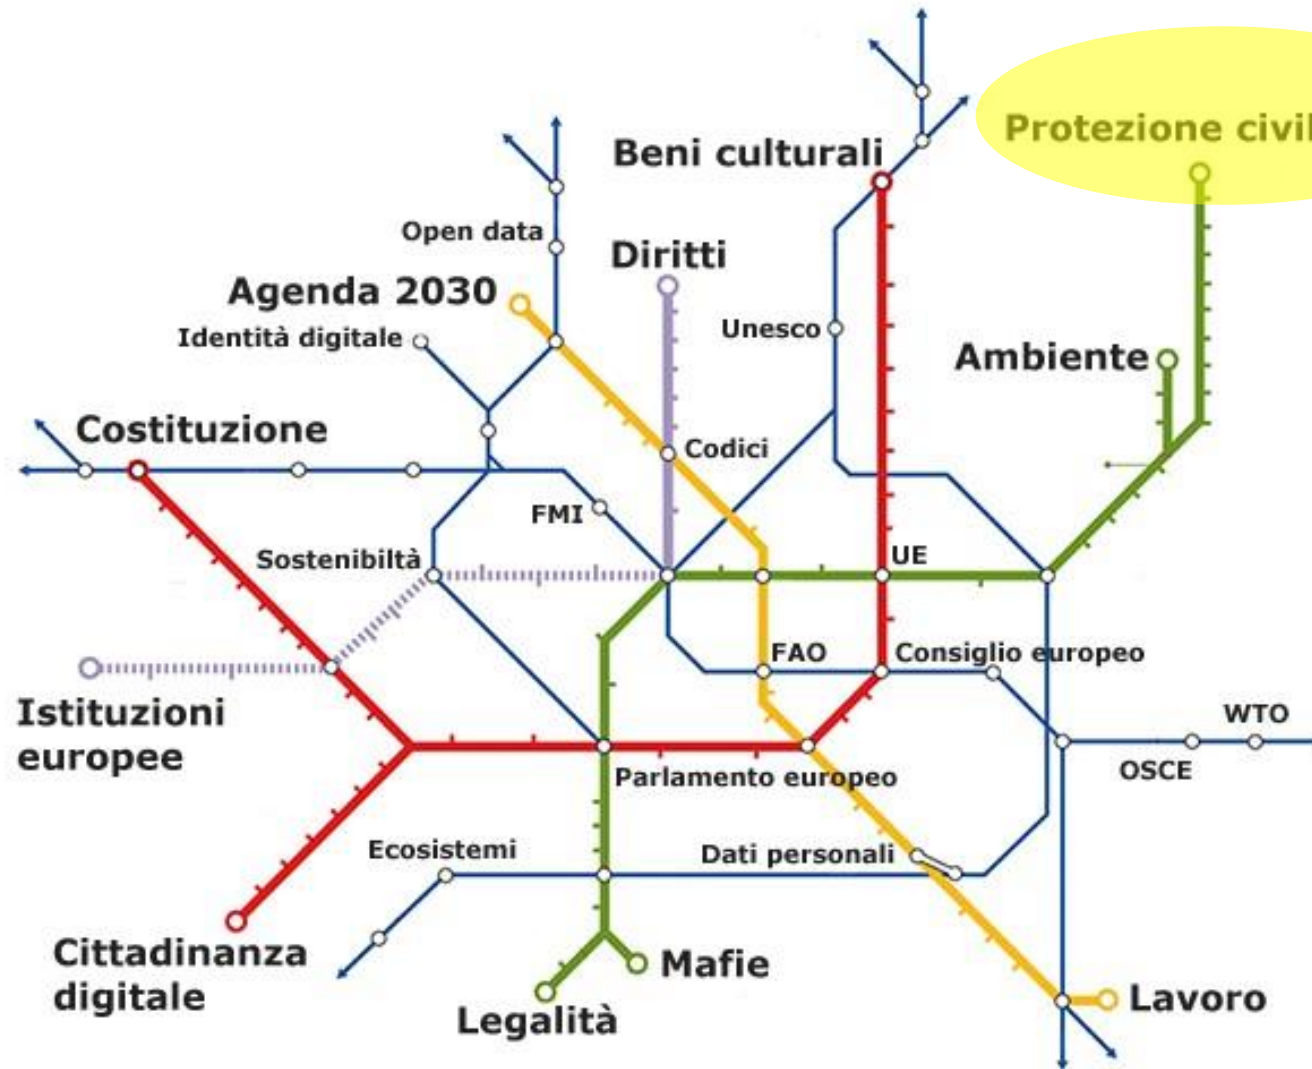 Protezione civil
Beni culturali
Open data
Diritti
Agenda 2030
Unesco
Identità digitale
Ambiente
Costituzione
Codici
FMI
Sostenibiltà
UE
FAO
Consiglio europeo
Istituzioni
europee
WTO
OSCE
Parlamento europeo
Ecosistemi
Dati personali
Cittadinanza
digitale
Mafie
Legalità
Lavoro